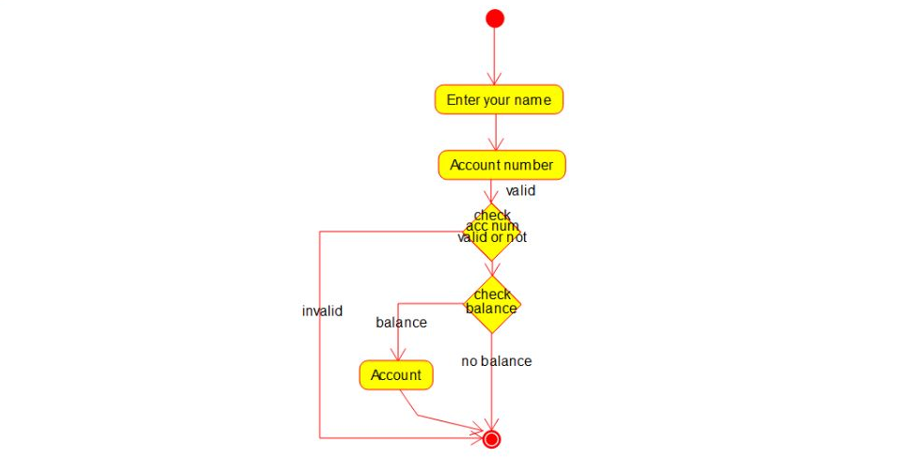 Enter your name
Account number
valid
check
acc num
valid or not
check
balance
invalid
balance
no balance
Account